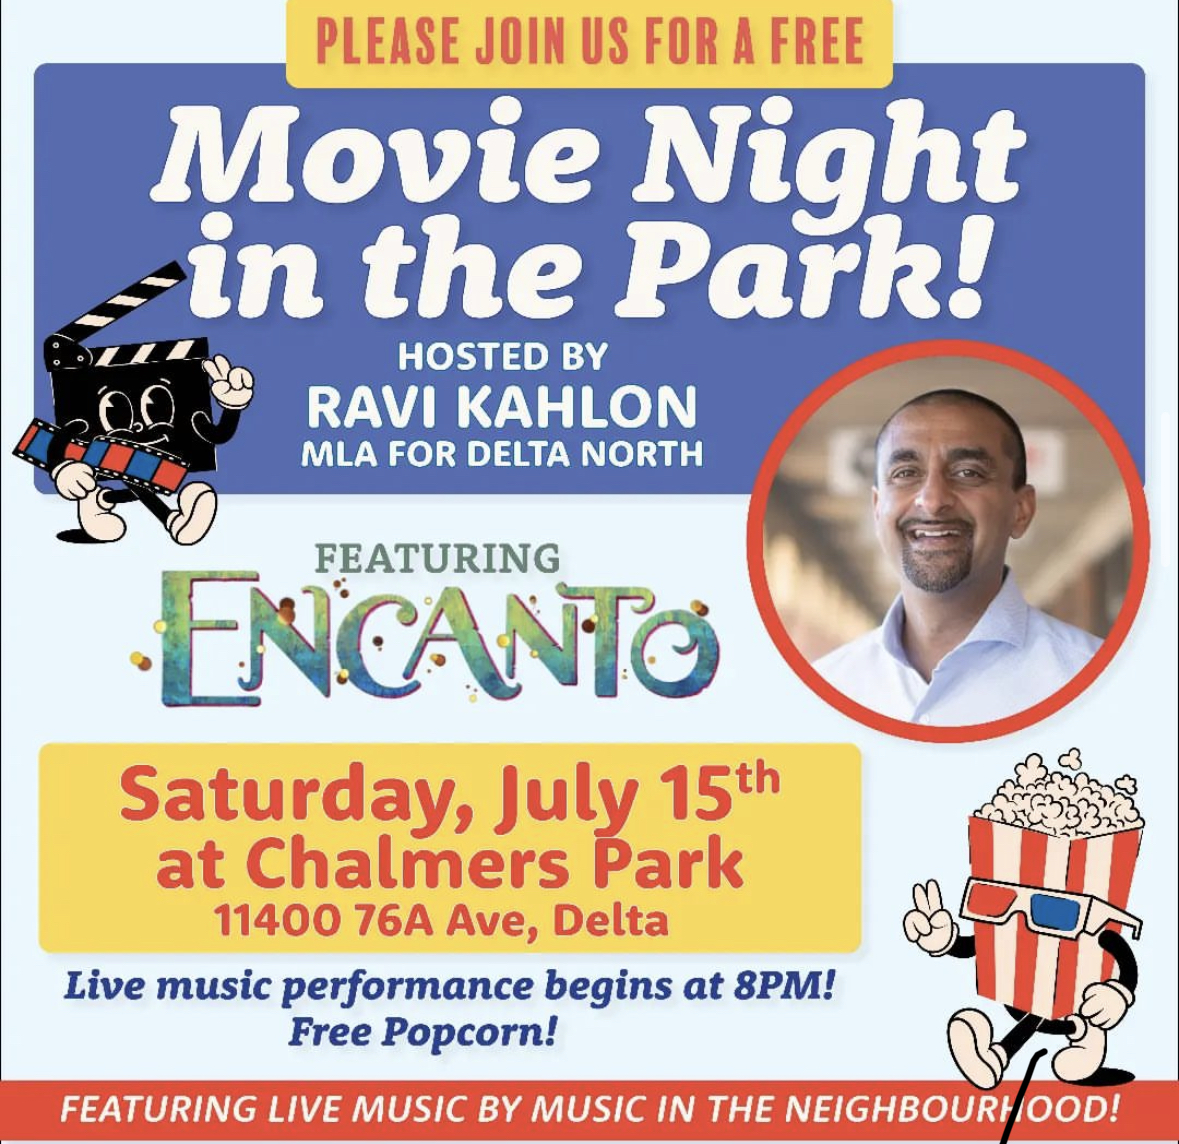 PLEASE JOIN US FOR A FREE
Movie Night
in the Park!
HOSTED BY
RAVI KAHLON
MLA FOR DELTA NORTH
FEATURING
ENCANTO
Saturday, July 15th
at Chalmers Park
11400 76A Ave, Delta
Live music performance begins at 8PM!
Free Popcorn!
FEATURING LIVE MUSIC BY MUSIC IN THE NEIGHBOURHOOD!